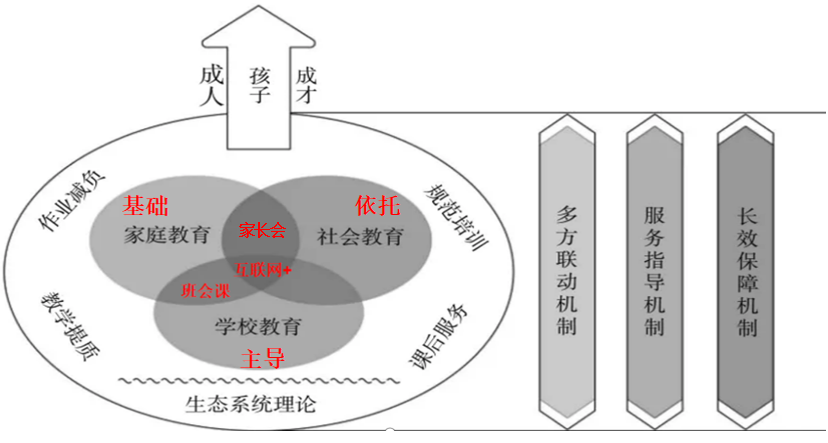 成人
孩子
成才
作业减负
规范培训
基础
家庭教育
家长会
依托
社会教育
互联网+
班会课
学校教育
主导
教学提质
课后服务
生态系统理论
多方联动机制
服务指导机制
长效保障机制